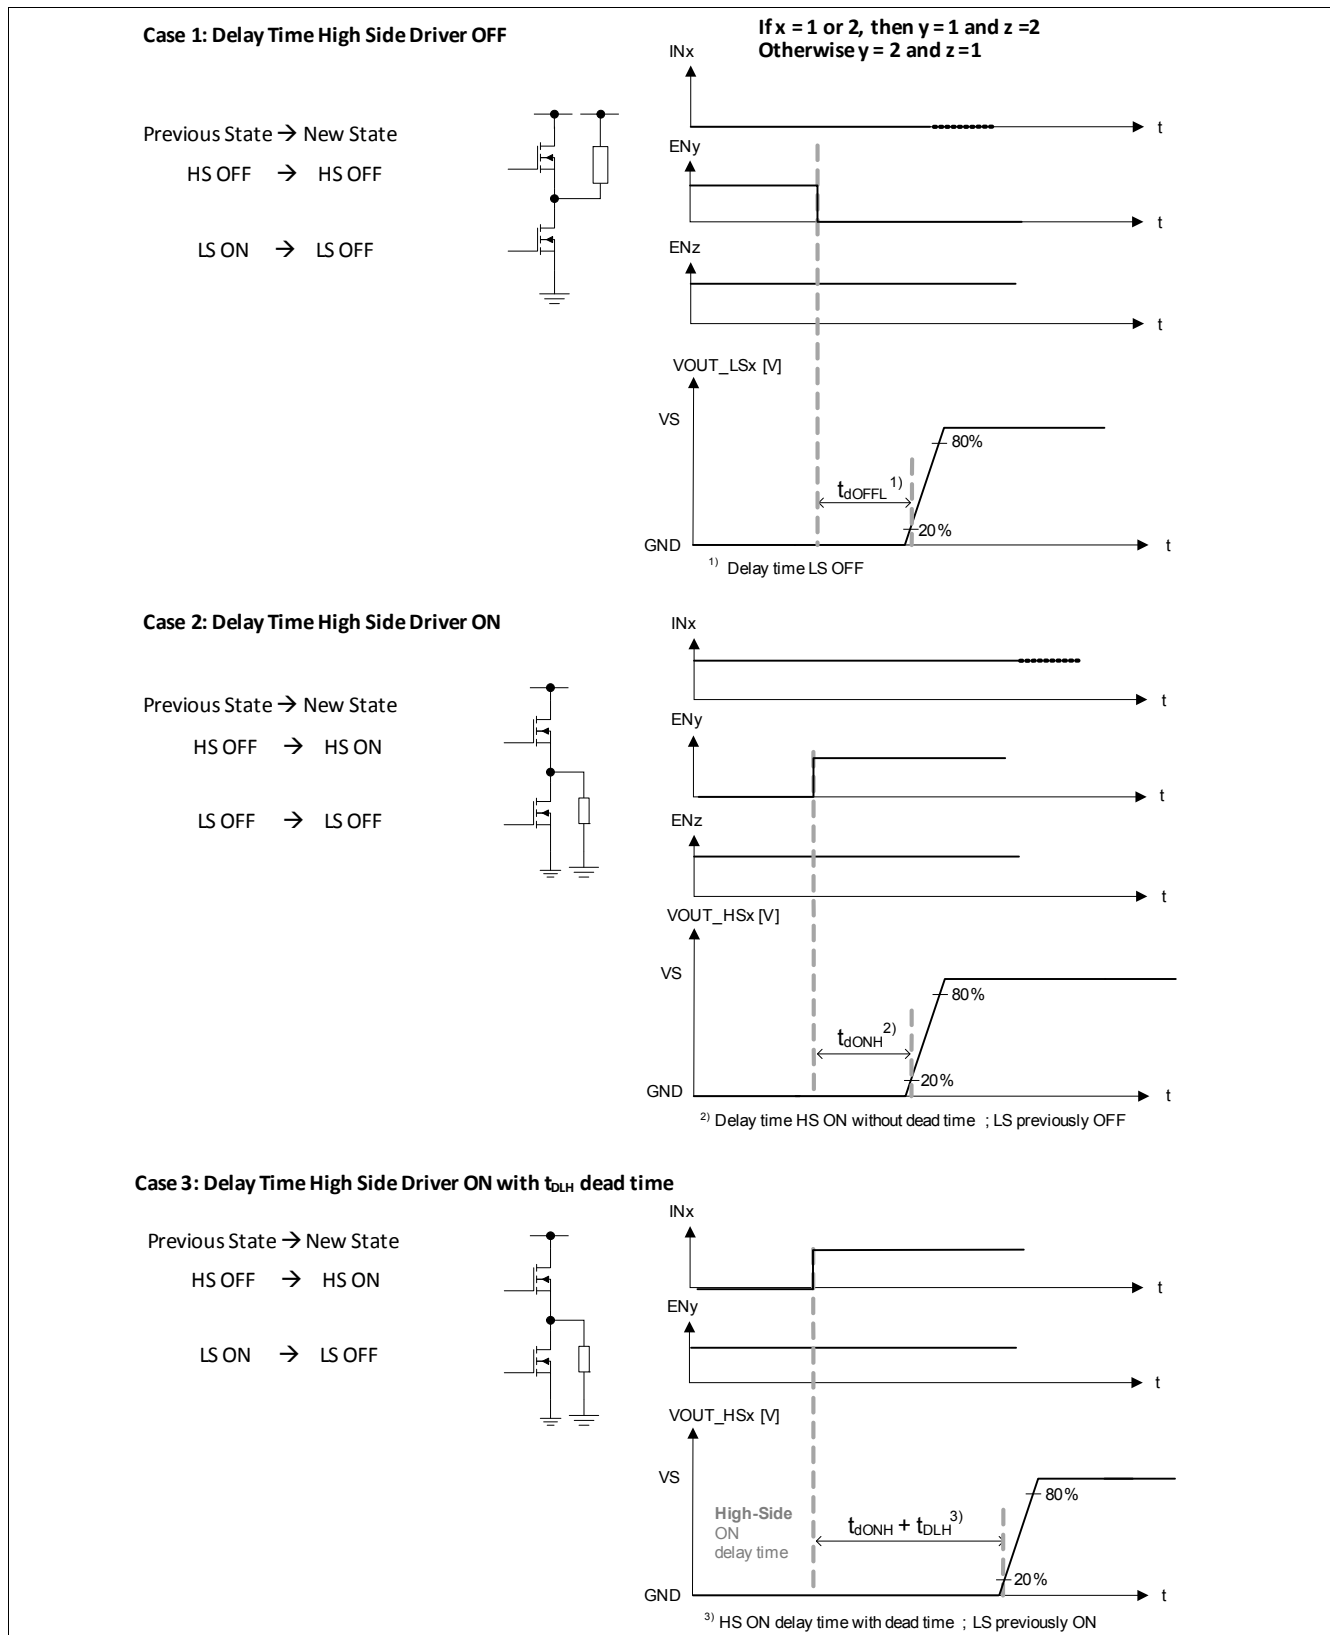 Case 1: Delay Time High Side Driver OFF
If x = 1 or 2, then y = 1 and z =2
Otherwise y = 2 and z =1
INx
t
Previous State → New State
HS OFF → HS OFF
LS ON → LS OFF
ENy
t
ENz
t
VOUT_LSx [V]
VS
80%
tdOFFL 1)
20%
GND
t
1) Delay time LS OFF
Case 2: Delay Time High Side Driver ON
INx
t
Previous State → New State
HS OFF → HS ON
LS OFF → LS OFF
ENy
t
ENz
t
VOUT_HSx [V]
VS
80%
tdONH 2)
20%
GND
t
2) Delay time HS ON without dead time ; LS previously OFF
Case 3: Delay Time High Side Driver ON with tDLH dead time
INx
t
Previous State → New State
HS OFF → HS ON
LS ON → LS OFF
ENy
t
VOUT_HSx [V]
VS
80%
High-Side
ON
delay time
tdONH + tDLH 3)
20%
GND
t
3) HS ON delay time with dead time ; LS previously ON